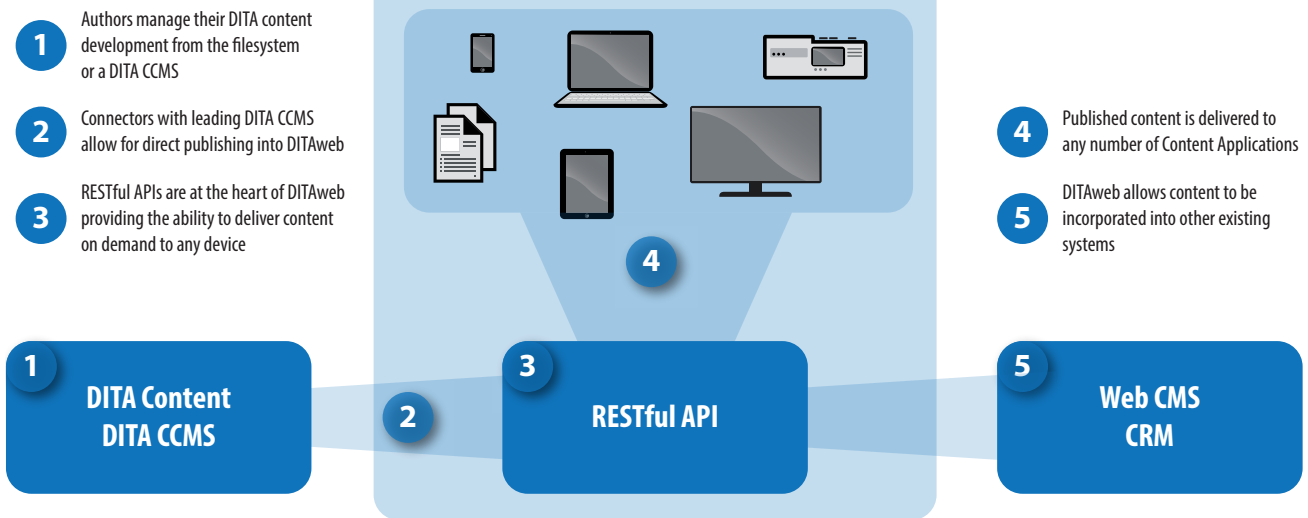 1
Authors manage their DITA content
development from the filesystem
or a DITA CCMS
2
Connectors with leading DITA CCMS
allow for direct publishing into DITAweb
3
RESTful APIs are at the heart of DITAweb
providing the ability to deliver content
on demand to any device
4
Published content is delivered to
any number of Content Applications
5
DITAweb allows content to be
incorporated into other existing
systems
4
1
DITA Content
DITA CCMS
2
3
RESTful API
5
Web CMS
CRM